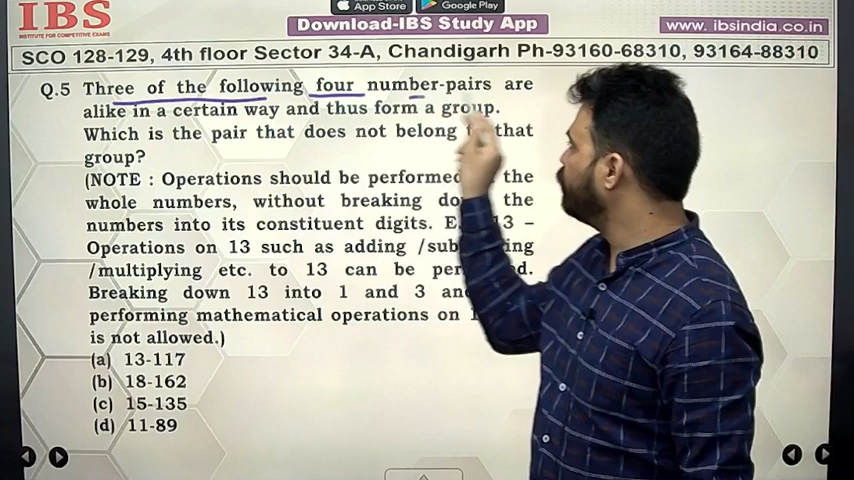 App Store
Google Play
IBS
INSTITUTE FOR COMPETITIVE EXAMS
Download-IBS Study App
www. ibsindia.co.in
SCO 128-129, 4th floor Sector 34-A, Chandigarh Ph-93160-68310, 93164-88310
Q.5 Three of the following four number-pairs are
alike in a certain way and thus form a group.
Which is the pair that does not belong that
group?
(NOTE : Operations should be performed the
whole numbers, without breaking the
numbers into its constituent digits. 13 –
Operations on 13 such as adding
/multiplying etc. to 13 can be
Breaking down 13 into 1 and 3
performing mathematical operations on
is not allowed.)
(a) 13-117
(b) 18-162
(c) 15-135
(d) 11-89